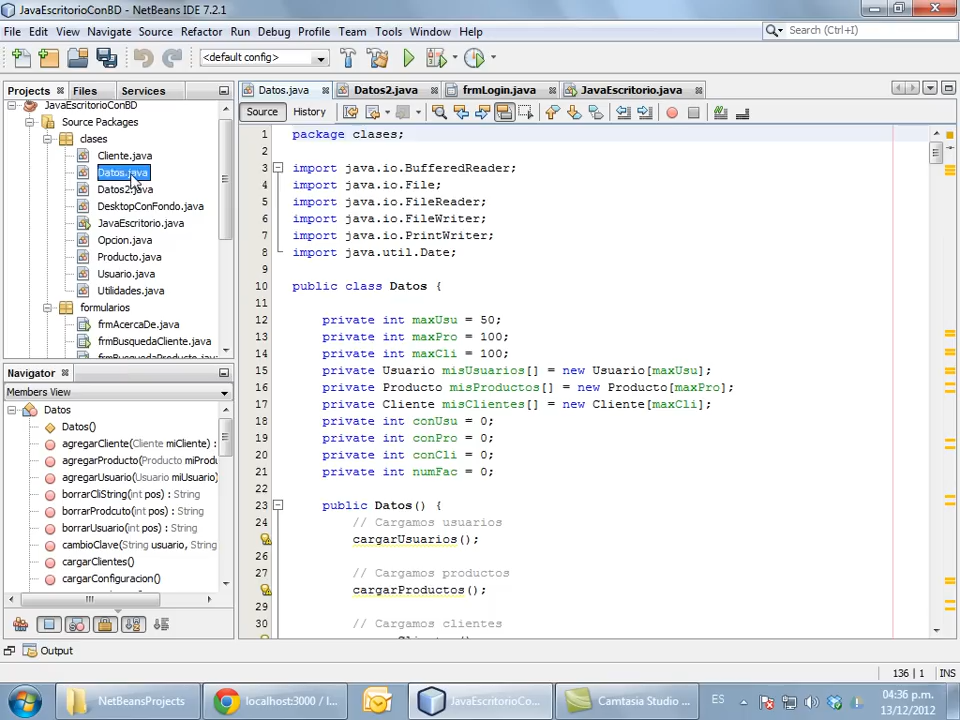 JavaEscritorioConBD - NetBeans IDE 7.2.1
File Edit View Navigate Source Refactor Run Debug Profile Team Tools Window Help
Search (Ctrl+I)
<default config>
Projects Files Services
Datos.java Datos2.java frmLogin.java JavaEscritorio.java
Source History
JavaEscritorioConBD
Source Packages
clases
Cliente.java
Datos.java
Datos2.java
DesktopConFondo.java
JavaEscritorio.java
Opcion.java
Producto.java
Usuario.java
Utilidades.java
formularios
frmAcercaDe.java
frmBusquedaCliente.java
frmBusquedaProducto.java
Navigator
Members View
Datos
Datos()
agregarCliente(Cliente miCliente) :
agregarProducto(Producto miProdu
agregarUsuario(Usuario miUsuario)
borrarCliString(int pos) : String
borrarProdcuto(int pos) : String
borrarUsuario(int pos) : String
cambioClave(String usuario, String
cargarClientes()
cargarConfiguracion()
1 package clases;
2
3 import java.io.BufferedReader;
4 import java.io.File;
5 import java.io.FileReader;
6 import java.io.FileWriter;
7 import java.io.PrintWriter;
8 import java.util.Date;
9
10 public class Datos {
11
12 private int maxUsu = 50;
13 private int maxPro = 100;
14 private int maxCli = 100;
15 private Usuario misUsuarios[] = new Usuario[maxUsu];
16 private Producto misProductos[] = new Producto[maxPro];
17 private Cliente misClientes[] = new Cliente[maxCli];
18 private int conUsu = 0;
19 private int conPro = 0;
20 private int conCli = 0;
21 private int numFac = 0;
22
23 public Datos() {
24 // Cargamos usuarios
cargarUsuarios();
26
27 // Cargamos productos
cargarProductos();
29
30 // Cargamos clientes
Output
136 | 1 INS
NetBeansProjects
localhost:3000 / l...
JavaEscritorioCo...
Camtasia Studio ...
ES
04:36 p.m.
13/12/2012